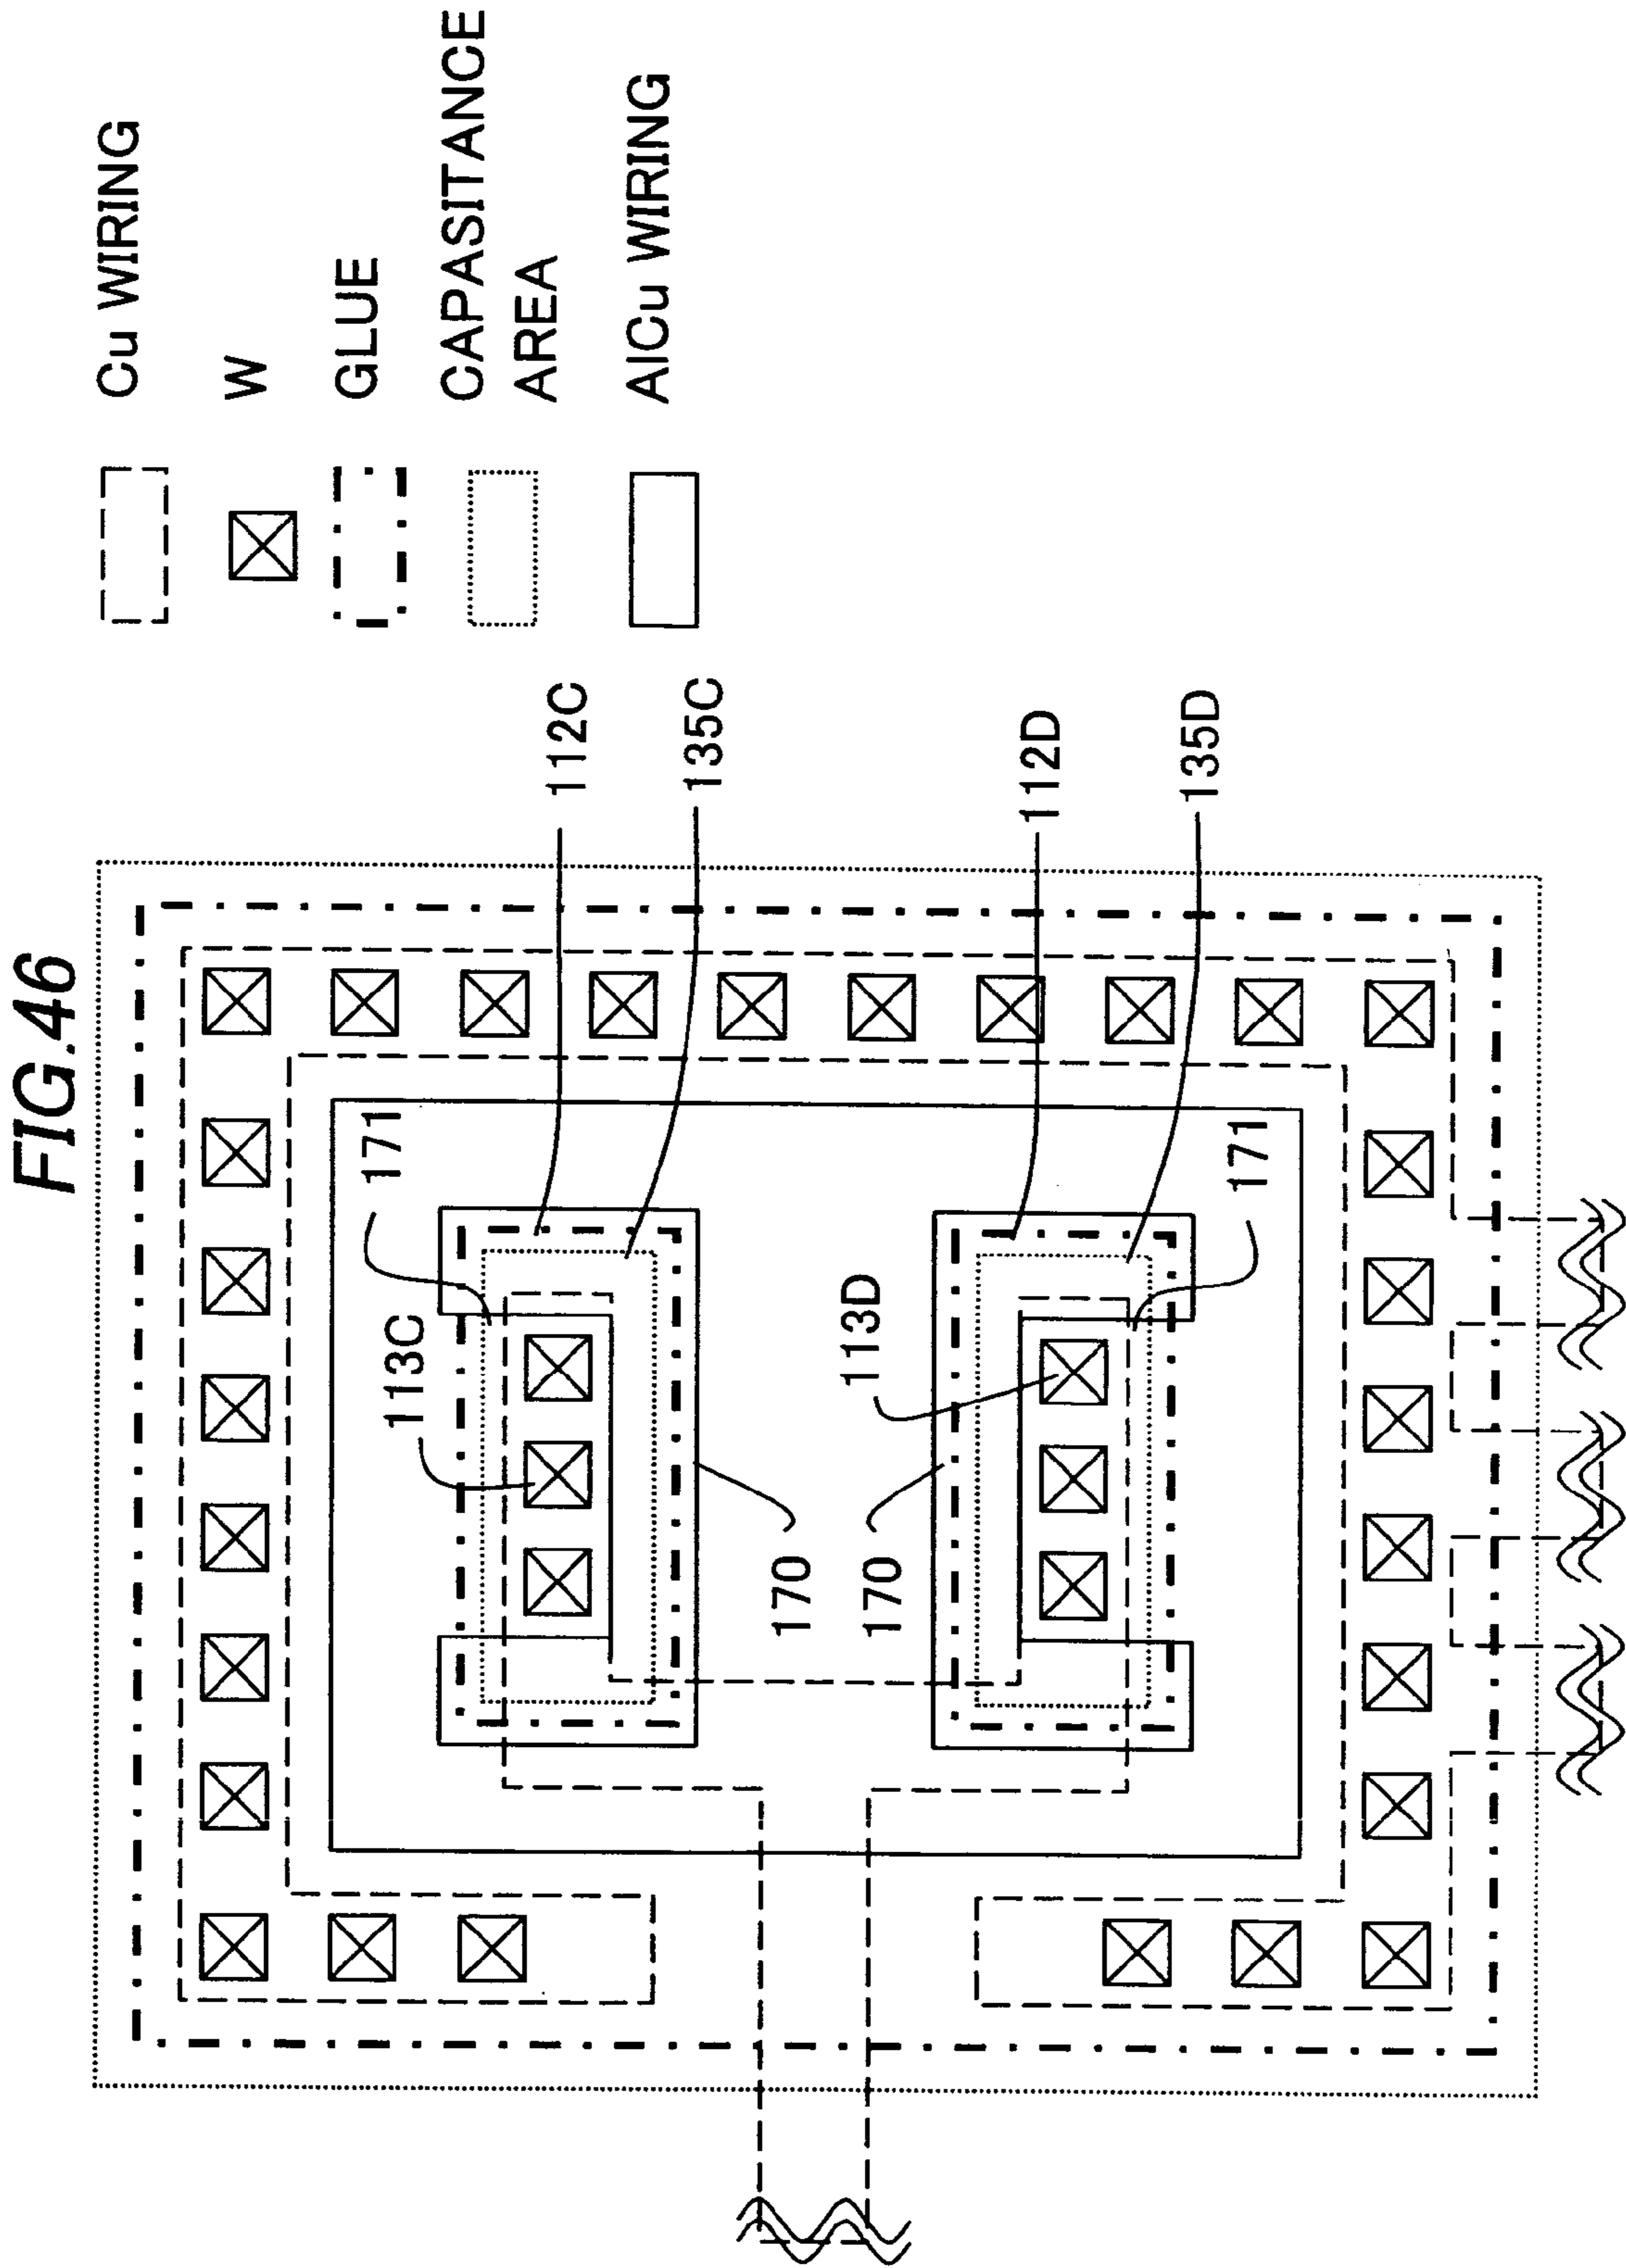 FIG.46
Cu WIRING
W
GLUE
CAPASITANCE
AREA
AlCu WIRING
112C
135C
112D
135D
171
171
113C
113D
170
170